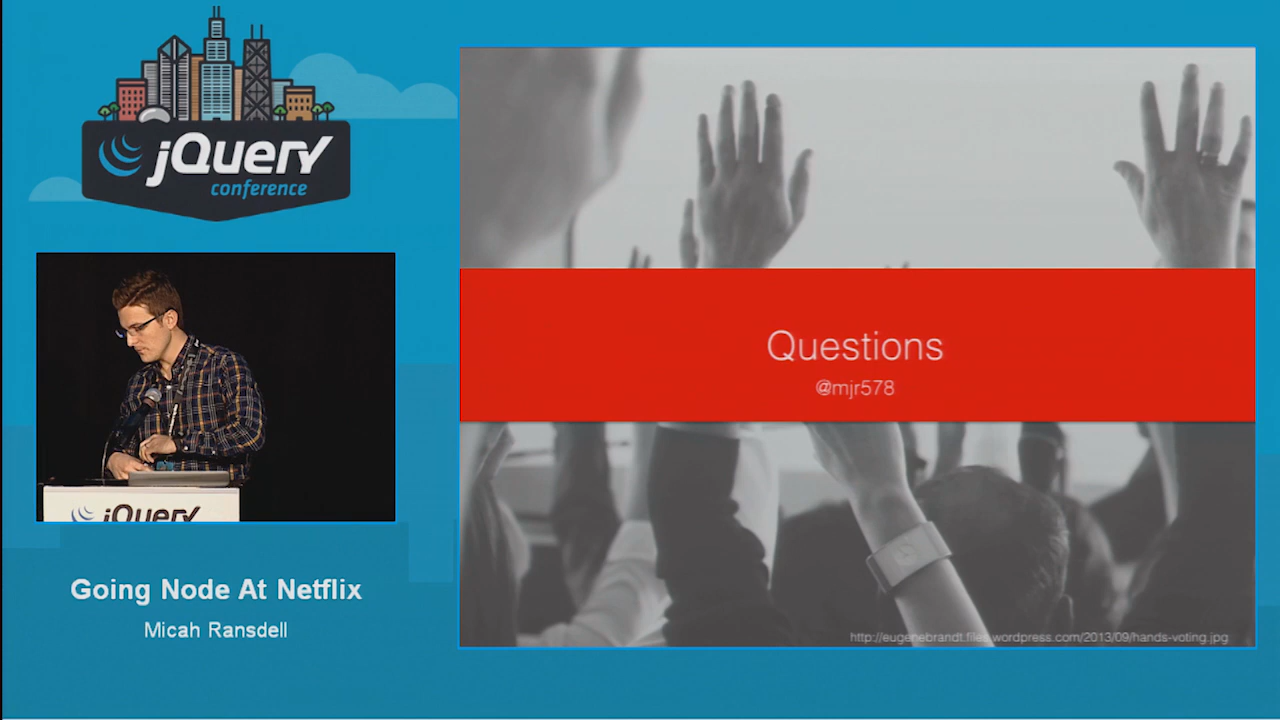 jQuery
conference
jQuery
Going Node At Netflix
Micah Ransdell
Questions
@mjr578
http://eugenebrandt.files.wordpress.com/2013/09/hands-voting.jpg